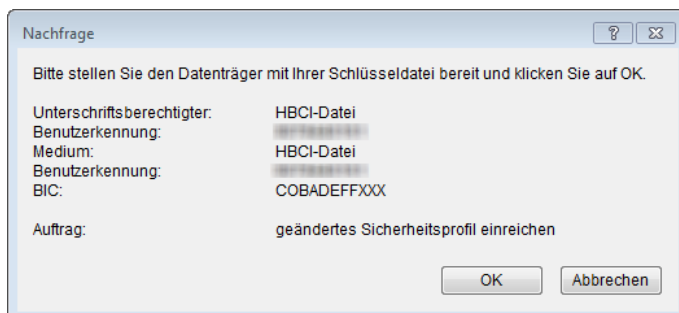 Nachfrage
Bitte stellen Sie den Datenträger mit Ihrer Schlüsseldatei bereit und klicken Sie auf OK.
Unterschriftsberechtigter: HBCI-Datei
Benutzerkennung:
Medium: HBCI-Datei
Benutzerkennung:
BIC: COBADEFFXXX
Auftrag: geändertes Sicherheitsprofil einreichen
OK Abbrechen